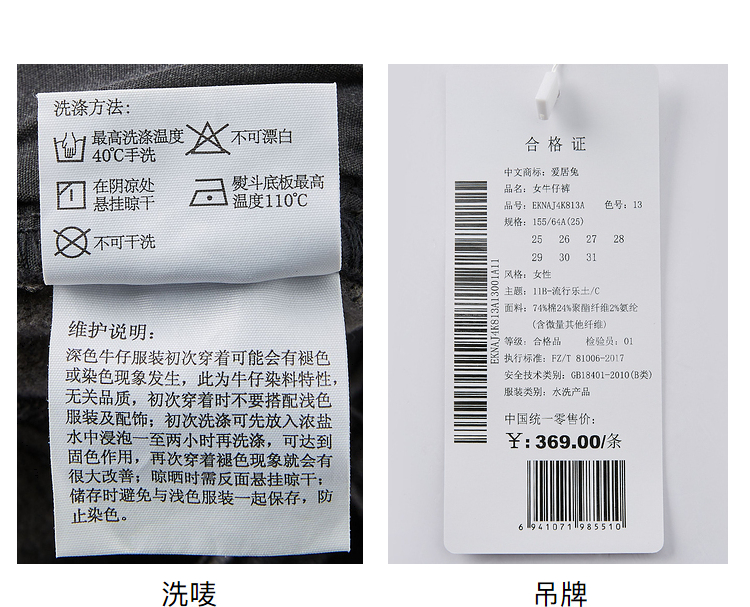 洗涤方法:
最高洗涤温度
40℃手洗
不可漂白
在阴凉处
悬挂晾干
熨斗底板最高
温度110℃
不可干洗
维护说明:
深色牛仔服装初次穿着可能会有褪色
或染色现象发生，此为牛仔染料特性，
无关品质，初次穿着时不要搭配浅色
服装及配饰；初次洗涤可先放入浓盐
水中浸泡一至两小时再洗涤，可达到
固色作用，再次穿着褪色现象就会有
很大改善；晾晒时需反面悬挂晾干；
储存时避免与浅色服装一起保存，防
止染色。
洗唛
合格证
中文商标: 爱居兔
品名: 女牛仔裤
品号: EKNAJ4K813A 色号: 13
规格: 155/64A(25)
25 26 27 28
29 30 31
风格: 女性
主题: 11B-流行乐土/C
面料: 74%棉24%聚酯纤维2%氨纶
(含微量其他纤维)
等级: 合格品 检验员: 01
执行标准: FZ/T 81006-2017
安全技术类别: GB18401-2010(B类)
服装类别: 水洗产品
中国统一零售价:
¥: 369.00/条
EKNAJ4K813A13001A11
6 941071 985510
吊牌